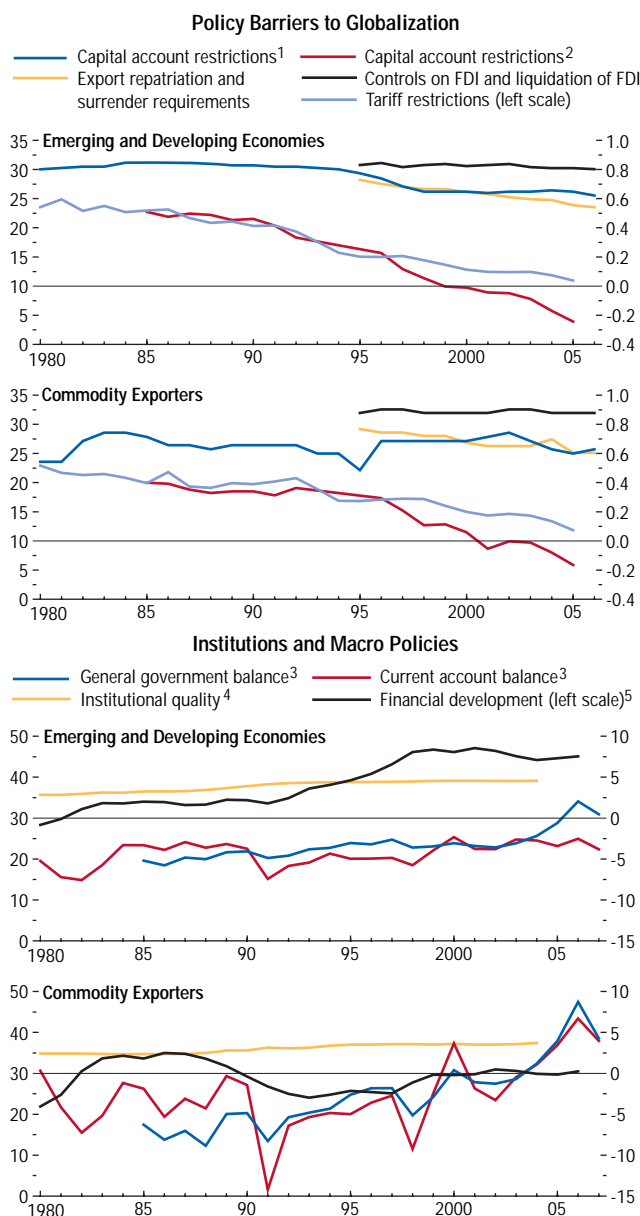 Policy Barriers to Globalization
Capital account restrictions1 Capital account restrictions2
Export repatriation and surrender requirements Controls on FDI and liquidation of FDI
Tariff restrictions (left scale)
Emerging and Developing Economies
35 30 25 20 15 10 5 0
1.0 0.8 0.6 0.4 0.2 0.0 -0.2 -0.4
1980 85 90 95 2000 05
Commodity Exporters
35 30 25 20 15 10 5 0
1.0 0.8 0.6 0.4 0.2 0.0 -0.2 -0.4
1980 85 90 95 2000 05
Institutions and Macro Policies
General government balance3 Current account balance3
Institutional quality4 Financial development (left scale)5
Emerging and Developing Economies
50 40 30 20 10 0
10 5 0 -5 -10 -15
1980 85 90 95 2000 05
Commodity Exporters
50 40 30 20 10 0
10 5 0 -5 -10 -15
1980 85 90 95 2000 05